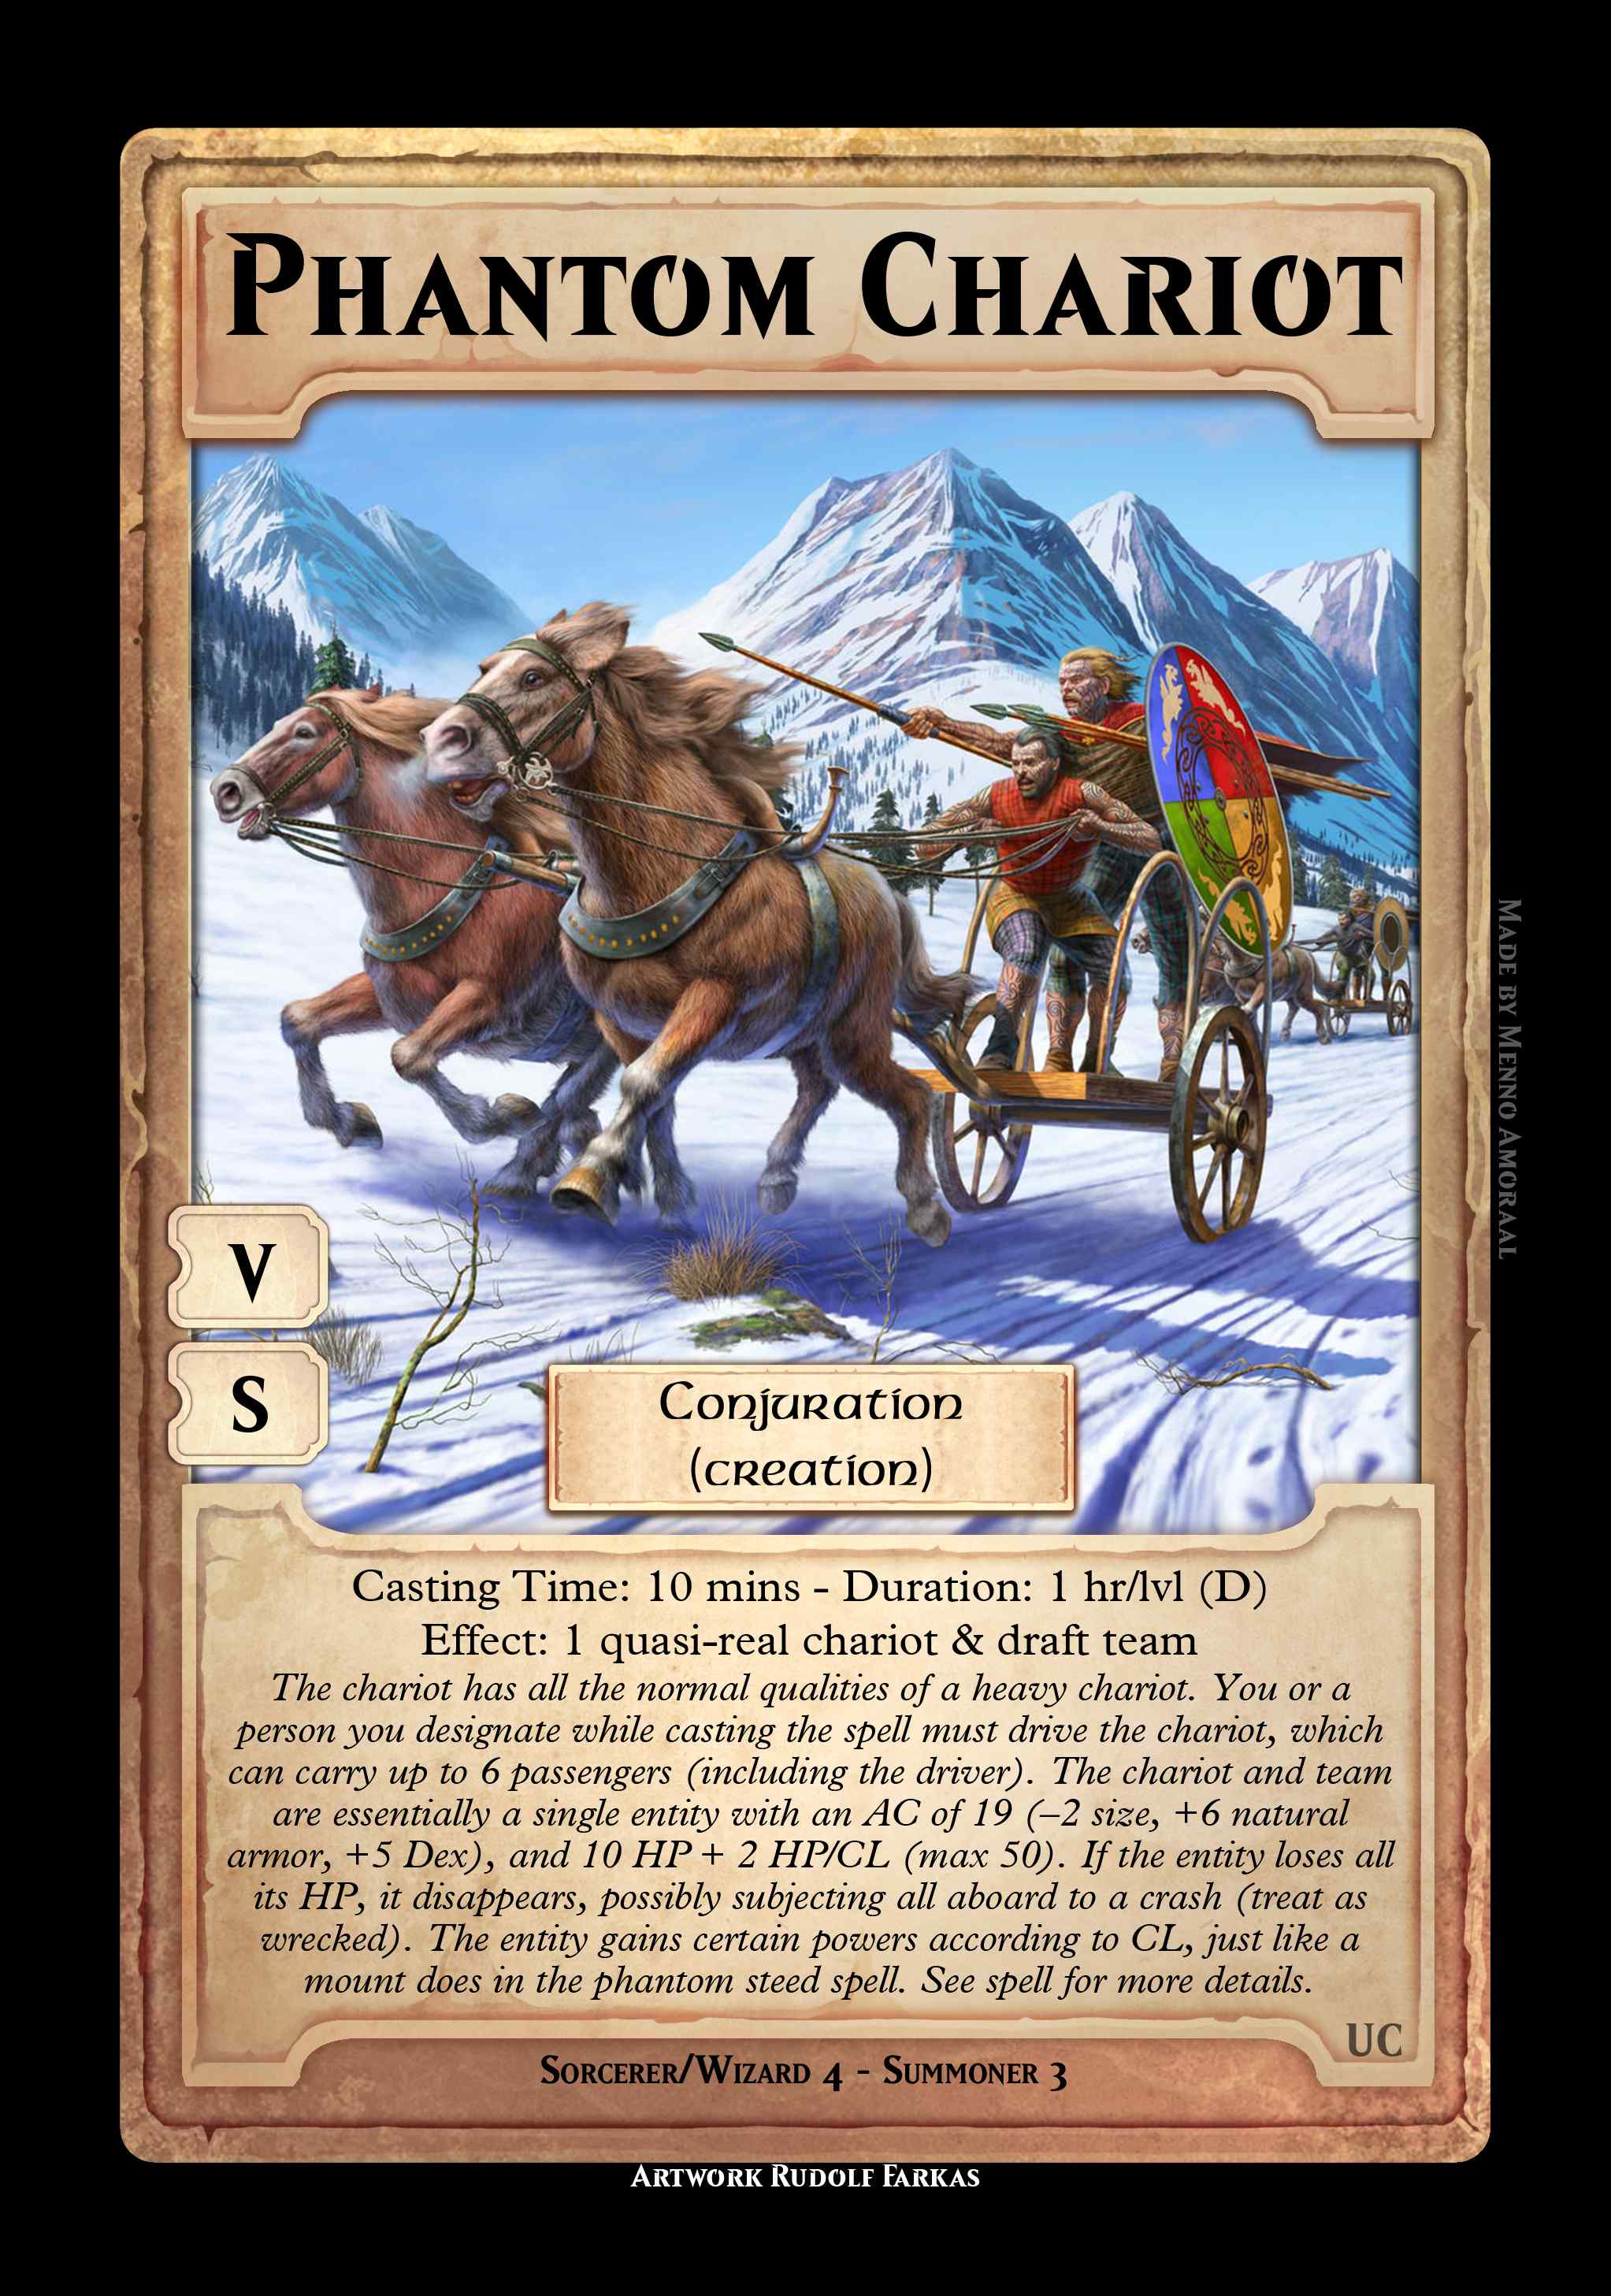 Phantom Chariot
V
S
Conjuration
(creation)
Casting Time: 10 mins - Duration: 1 hr/lvl (D)
Effect: 1 quasi-real chariot & draft team
The chariot has all the normal qualities of a heavy chariot. You or a
person you designate while casting the spell must drive the chariot, which
can carry up to 6 passengers (including the driver). The chariot and team
are essentially a single entity with an AC of 19 (–2 size, +6 natural
armor, +5 Dex), and 10 HP + 2 HP/CL (max 50). If the entity loses all
its HP, it disappears, possibly subjecting all aboard to a crash (treat as
wrecked). The entity gains certain powers according to CL, just like a
mount does in the phantom steed spell. See spell for more details.
UC
Sorcerer/Wizard 4 - Summoner 3
Artwork Rudolf Farkas
Made by Menno Amoraal